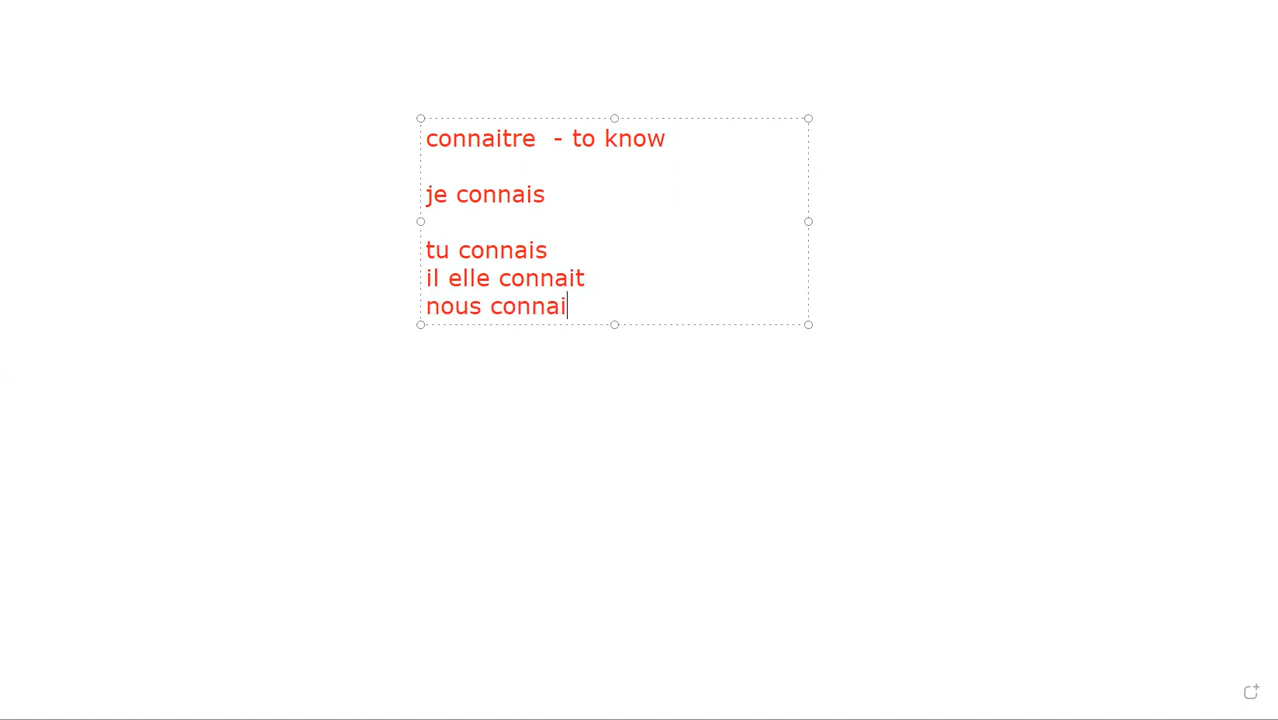 connaitre  - to know
je connais
tu connais
il elle connait
nous connai